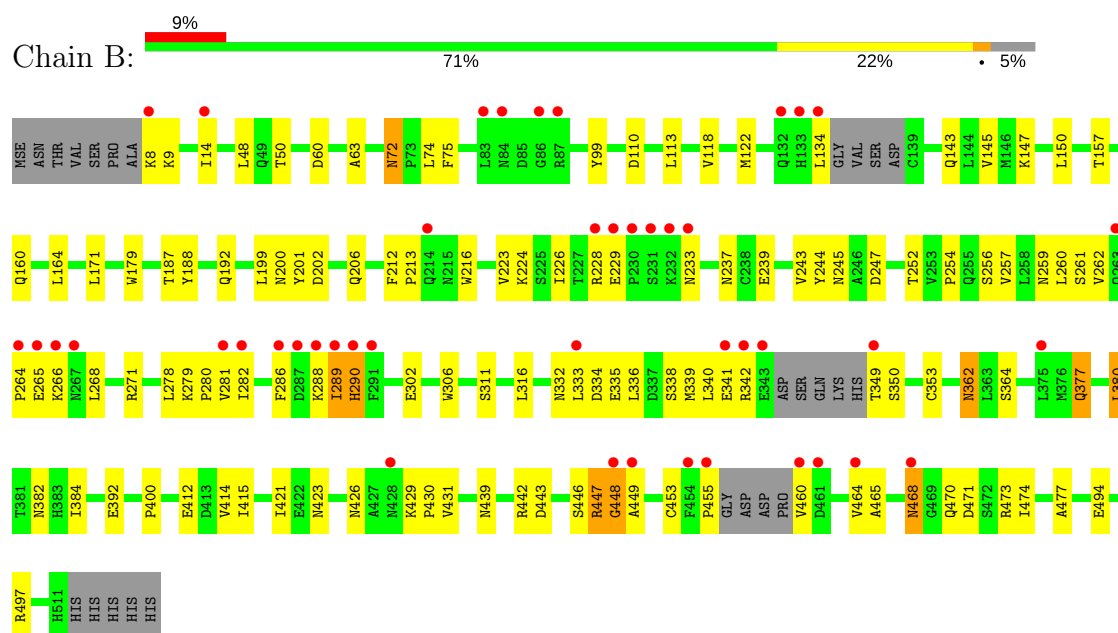 9%
Chain B:
71% 22% • 5%
MSE ASN THR VAL SER PRO ALA K8 K9 I14 L48 Q49 T50 D60 A63 N72 P73 L74 F75 L83 N84 D85 G86 R87 Y99 D110 L113 V118 M122 Q132 H133 L134 GLY VAL SER ASP C139 Q143 L144 V145 M146 K147 L150 T157
Q160 L164 L171 W179 T187 Y188 Q192 L199 N200 Y201 D202 Q206 F212 P213 Q214 N215 W216 V223 K224 S225 I226 T227 R228 E229 P230 S231 K232 N233 N237 C238 E239 V243 Y244 N245 A246 D247 T252 V253 P254 Q255 S256 V257 L258 N259 L260 S261 V262
P264 E265 K266 N267 L268 R271 L278 K279 P280 V281 I282 F286 D287 K288 I289 H290 F291 E302 W306 S311 L316 N332 L333 D334 E335 L336 D337 S338 M339 L340 E341 R342 E343 ASP SER GLN LYS HIS T349 S350 C353 N362 L363 S364 L375 M376 Q377 L380
T381 N382 H383 I384 E392 P400 E412 D413 V414 I415 I421 E422 N423 N426 A427 N428 K429 P430 V431 N439 R442 D443 S446 R447 G448 A449 C453 F454 P455 GLY ASP ASP PRO V460 D461 V464 A465 N468 G469 Q470 D471 S472 R473 I474 A477 E494
R497 H511 HIS HIS HIS HIS HIS